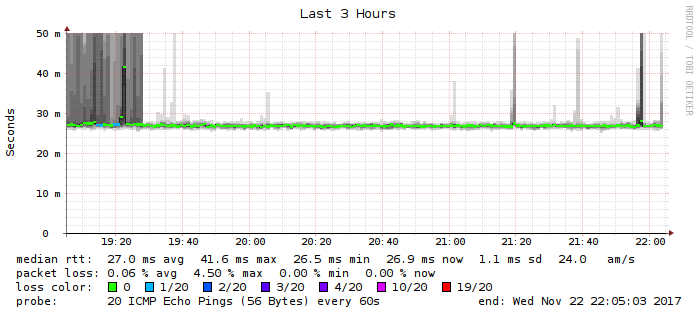 Last 3 Hours
RRDTOOL / TOBI OETIKER
Seconds
50 m
40 m
30 m
20 m
10 m
0
19:20 19:40 20:00 20:20 20:40 21:00 21:20 21:40 22:00
median rtt: 27.0 ms avg 41.6 ms max 26.5 ms min 26.9 ms now 1.1 ms sd 24.0 am/s
packet loss: 0.06 % avg 4.50 % max 0.00 % min 0.00 % now
loss color: 0 1/20 2/20 3/20 4/20 10/20 19/20
probe: 20 ICMP Echo Pings (56 Bytes) every 60s end: Wed Nov 22 22:05:03 2017